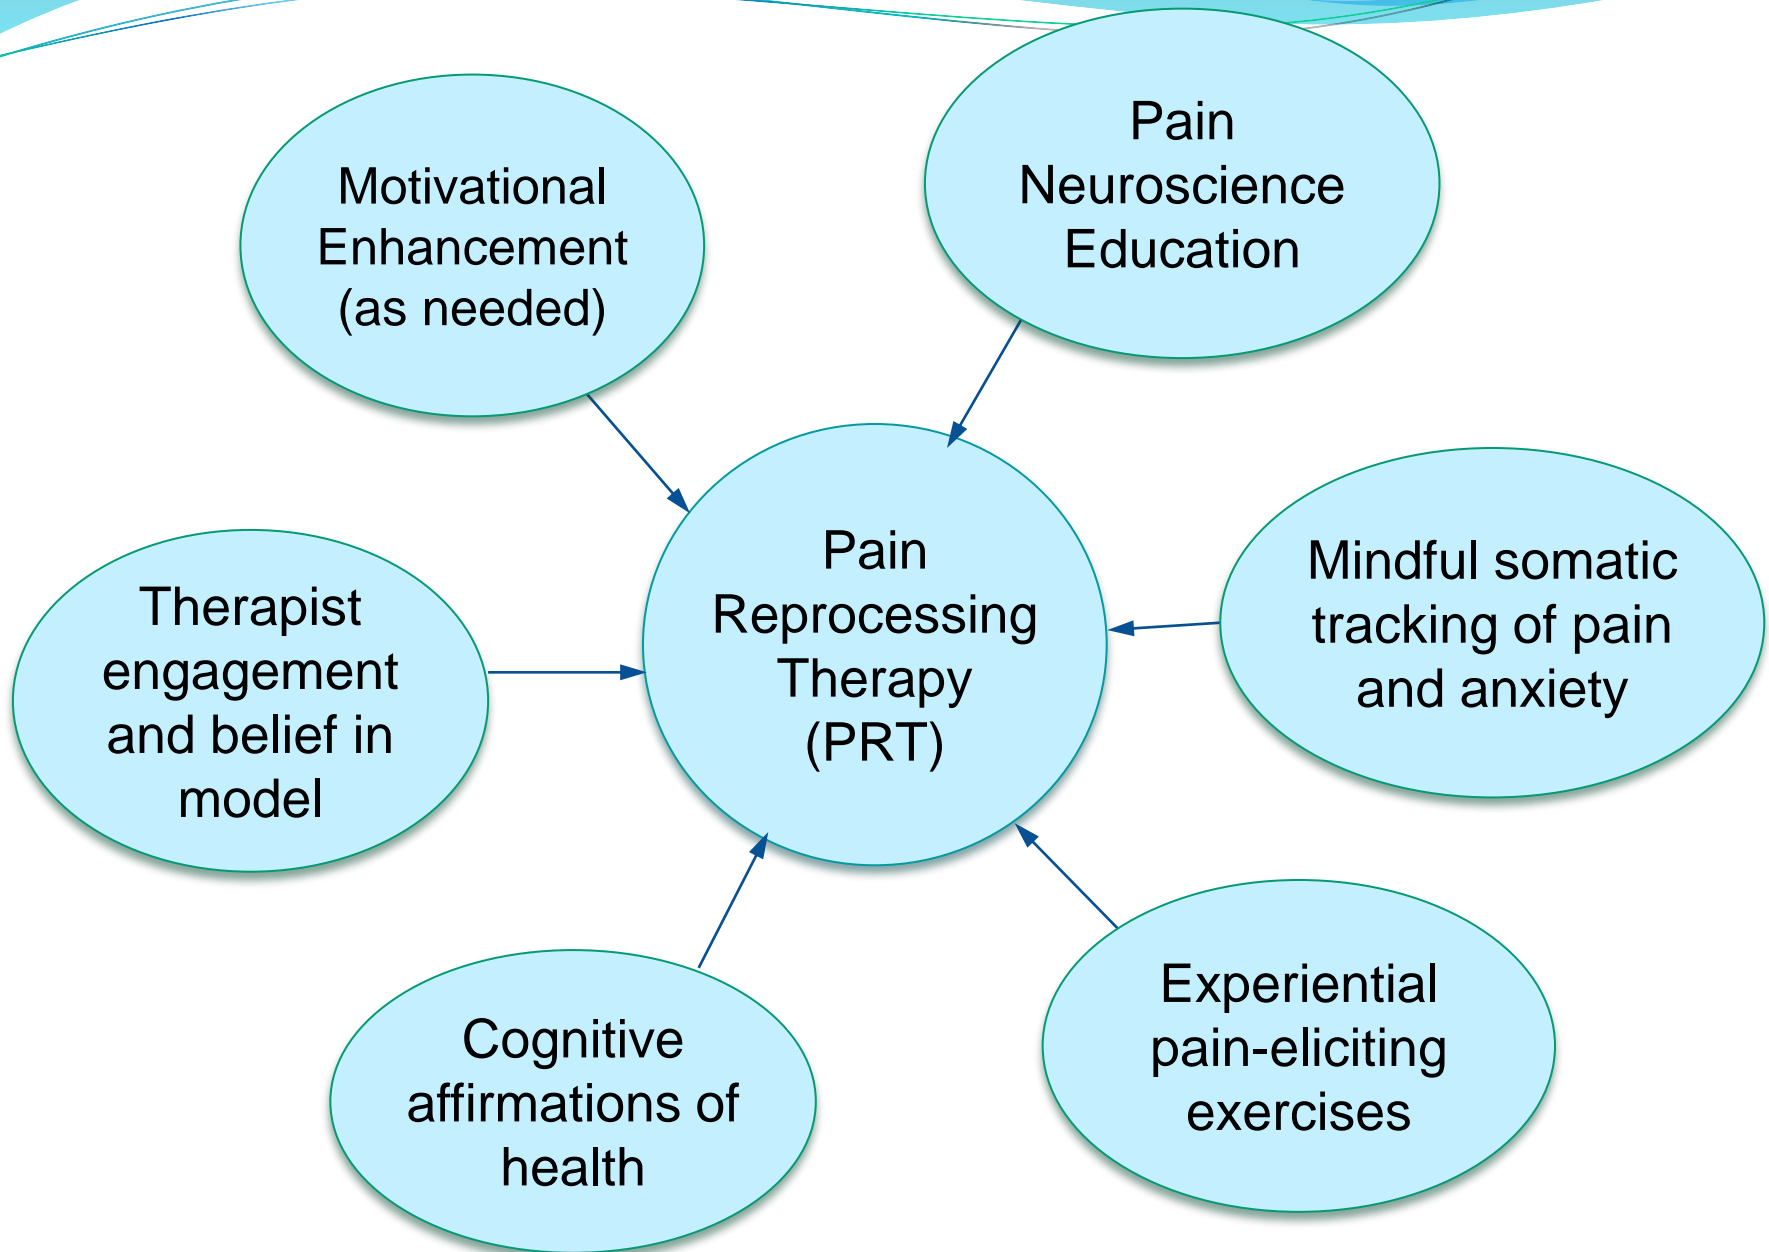 Motivational
Enhancement
(as needed)
Pain
Neuroscience
Education
Pain
Reprocessing
Therapy
(PRT)
Mindful somatic
tracking of pain
and anxiety
Therapist
engagement
and belief in
model
Cognitive
affirmations of
health
Experiential
pain-eliciting
exercises